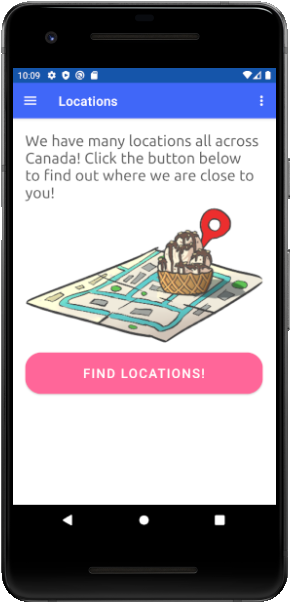 10:09
Locations
We have many locations all across
Canada! Click the button below
to find out where we are close to
you!
FIND LOCATIONS!